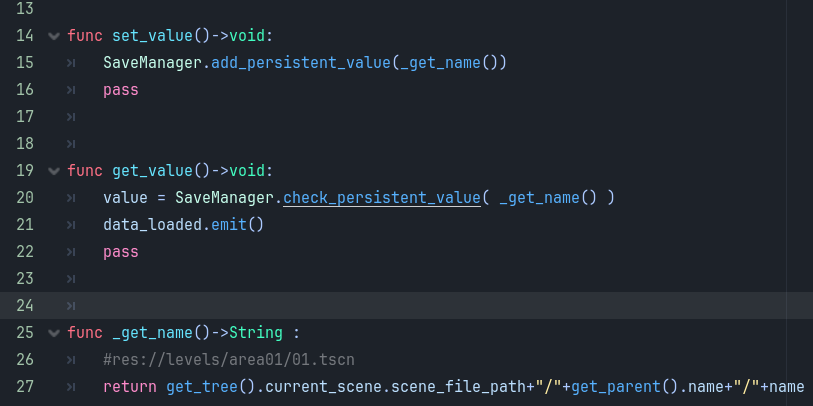 13
14 func set_value()->void:
15 SaveManager.add_persistent_value(_get_name())
16 pass
17
18
19 func get_value()->void:
20 value = SaveManager.check_persistent_value( _get_name() )
21 data_loaded.emit()
22 pass
23
24
25 func _get_name()->String :
26 #res://levels/area01/01.tscn
27 return get_tree().current_scene.scene_file_path+"/"+get_parent().name+"/"+name